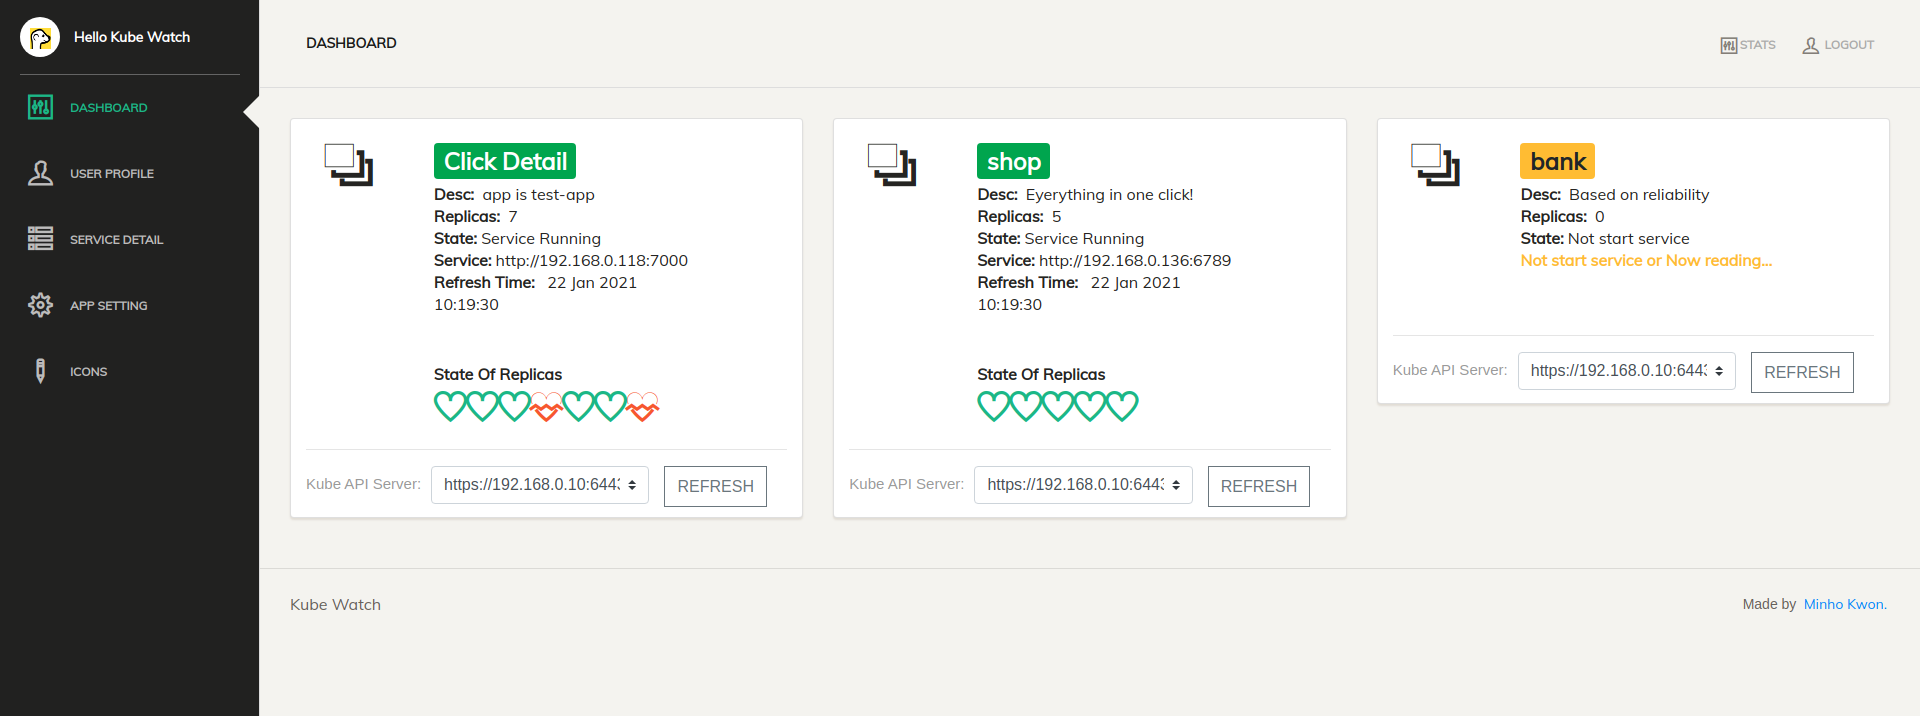 Hello Kube Watch
DASHBOARD
USER PROFILE
SERVICE DETAIL
APP SETTING
ICONS
DASHBOARD
STATS
LOGOUT
Click Detail
Desc: app is test-app
Replicas: 7
State: Service Running
Service: http://192.168.0.118:7000
Refresh Time: 22 Jan 2021
10:19:30
State Of Replicas
Kube API Server:
https://192.168.0.10:6443
REFRESH
shop
Desc: Eyerything in one click!
Replicas: 5
State: Service Running
Service: http://192.168.0.136:6789
Refresh Time: 22 Jan 2021
10:19:30
State Of Replicas
Kube API Server:
https://192.168.0.10:6443
REFRESH
bank
Desc: Based on reliability
Replicas: 0
State: Not start service
Not start service or Now reading...
Kube API Server:
https://192.168.0.10:6443
REFRESH
Kube Watch
Made by Minho Kwon.